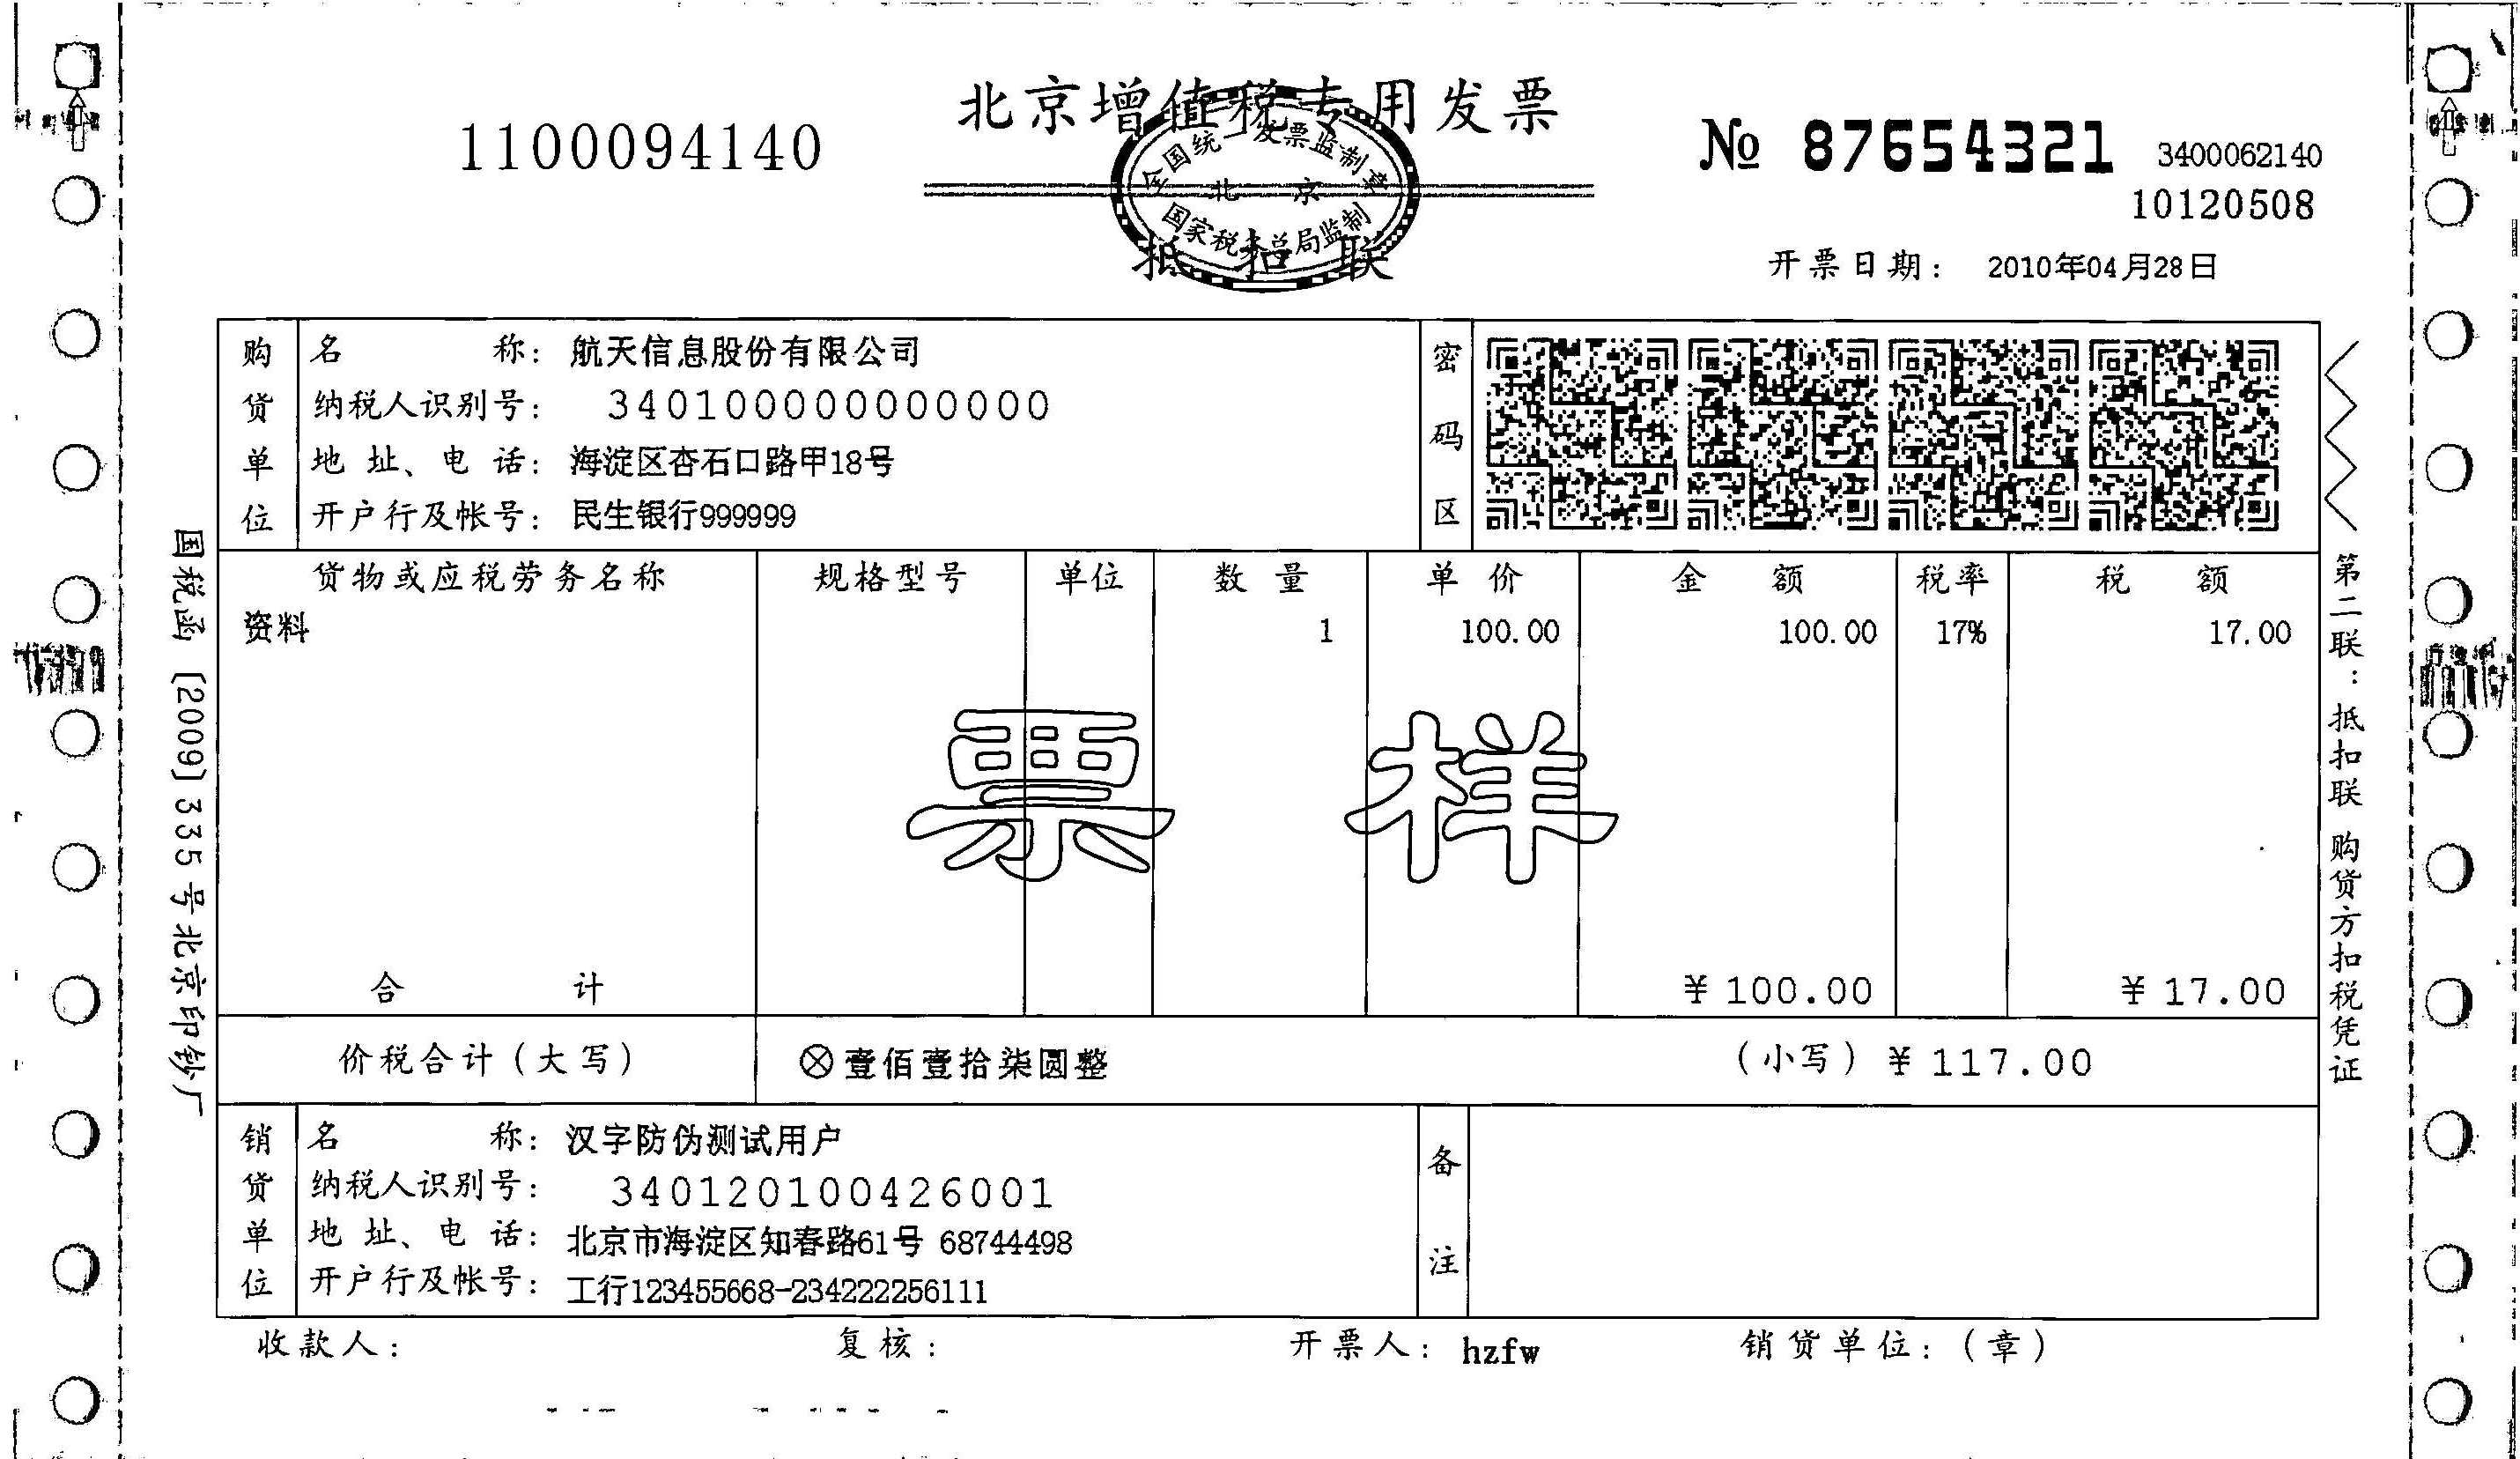 北京增值税专用发票
1100094140
全国统一发票监制章
北京
国家税务总局监制
抵扣联
№ 87654321 3400062140
10120508
开票日期: 2010年04月28日
购货单位
名称: 航天信息股份有限公司
纳税人识别号: 340100000000000
地址、电话: 海淀区杏石口路甲18号
开户行及帐号: 民生银行999999
密码区
货物或应税劳务名称 规格型号 单位 数量 单价 金额 税率 税额
资料 1 100.00 100.00 17% 17.00
票样
合计 ¥100.00 ¥17.00
价税合计(大写) ⊗壹佰壹拾柒圆整 (小写) ¥117.00
销货单位
名称: 汉字防伪测试用户
纳税人识别号: 340120100426001
地址、电话: 北京市海淀区知春路61号 68744498
开户行及帐号: 工行123455668-234222256111
备注
收款人: 复核: 开票人: hzfw 销货单位: (章)
国税函[2009]335号北京印钞厂
第二联: 抵扣联 购货方扣税凭证